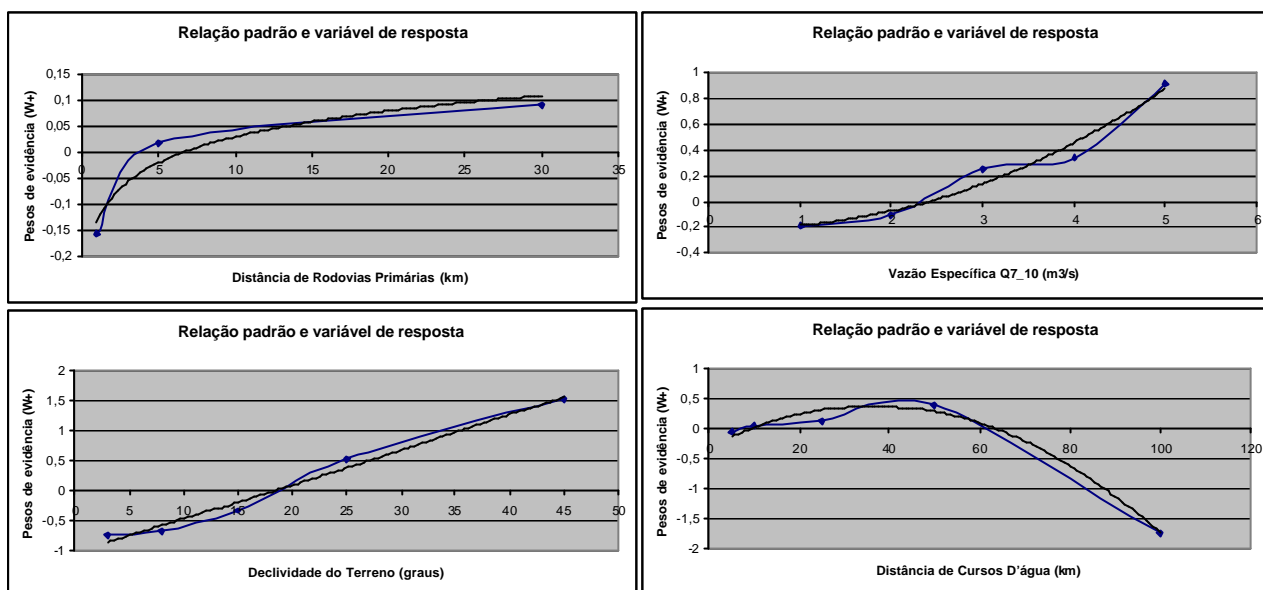 Relação padrão e variável de resposta
Pesos de evidência (W+)
0,15
0,1
0,05
0
-0,05
-0,1
-0,15
-0,2
0 5 10 15 20 25 30 35
Distância de Rodovias Primárias (km)
Relação padrão e variável de resposta
Pesos de evidência (W+)
1
0,8
0,6
0,4
0,2
0
-0,2
-0,4
0 1 2 3 4 5 6
Vazão Específica Q7_10 (m3/s)
Relação padrão e variável de resposta
Pesos de evidência (W+)
2
1,5
1
0,5
0
-0,5
-1
0 5 10 15 20 25 30 35 40 45 50
Declividade do Terreno (graus)
Relação padrão e variável de resposta
Pesos de evidência (W+)
1
0,5
0
-0,5
-1
-1,5
-2
0 20 40 60 80 100 120
Distância de Cursos D'água (km)